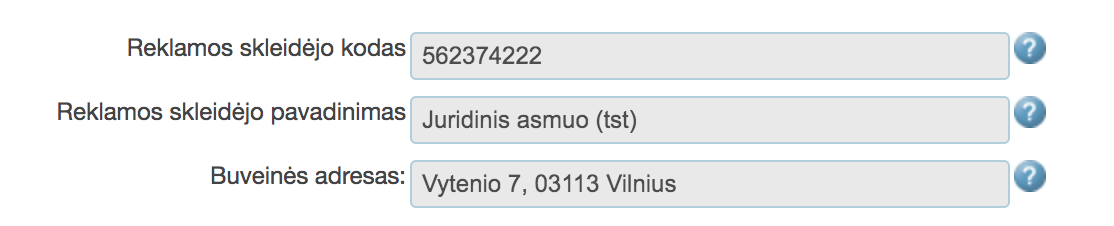 Reklamos skleidėjo kodas 562374222 ?
Reklamos skleidėjo pavadinimas Juridinis asmuo (tst) ?
Buveinės adresas: Vytenio 7, 03113 Vilnius ?